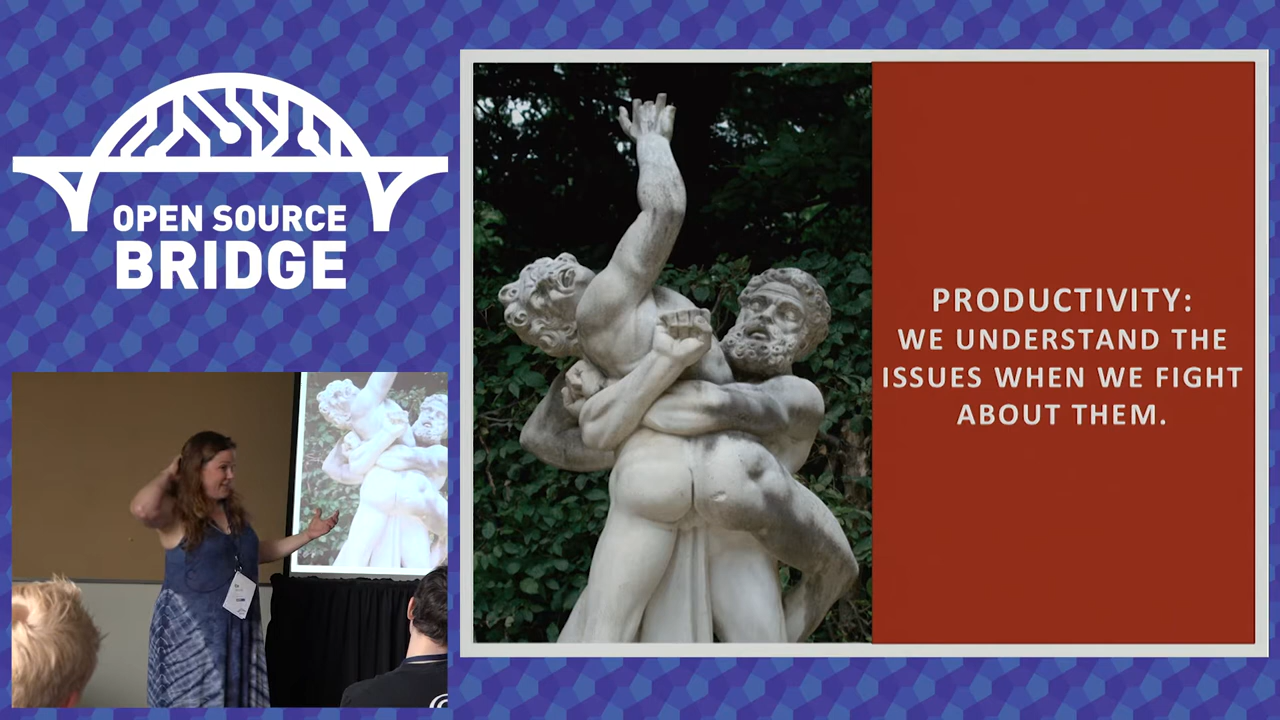 OPEN SOURCE
BRIDGE
PRODUCTIVITY:
WE UNDERSTAND THE
ISSUES WHEN WE FIGHT
ABOUT THEM.